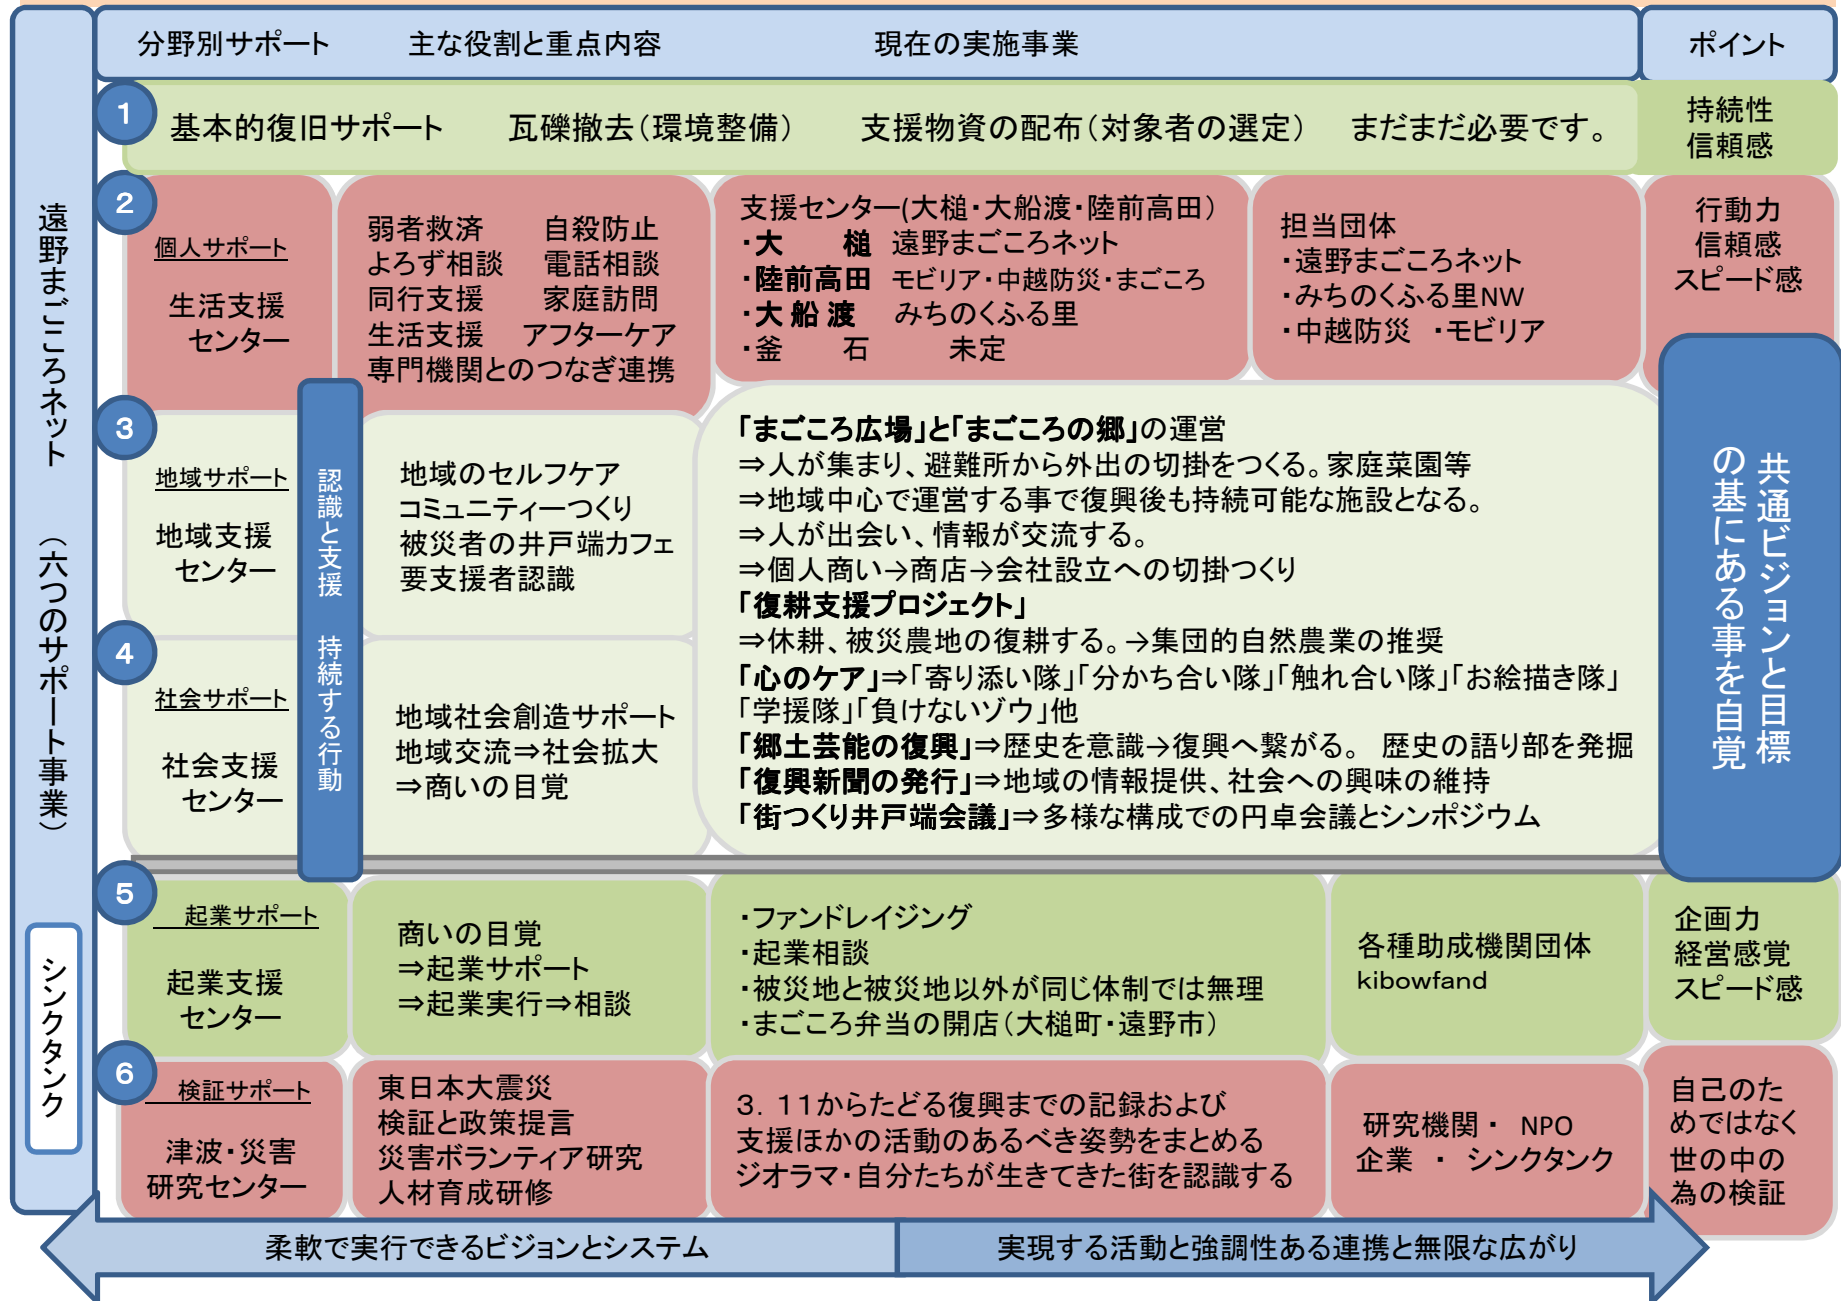 分野別サポート 主な役割と重点内容 現在の実施事業 ポイント
遠野まごころネット (六つのサポート事業)
シンクタンク
1
基本的復旧サポート 瓦礫撤去(環境整備) 支援物資の配布(対象者の選定) まだまだ必要です。
持続性
信頼感
2
個人サポート
生活支援
センター
弱者救済 自殺防止
よろず相談 電話相談
同行支援 家庭訪問
生活支援 アフターケア
専門機関とのつなぎ連携
支援センター(大槌・大船渡・陸前高田)
・大 槌 遠野まごころネット
・陸前高田 モビリア・中越防災・まごころ
・大 船 渡 みちのくふる里
・釜 石 未定
担当団体
・遠野まごころネット
・みちのくふる里NW
・中越防災 ・モビリア
行動力
信頼感
スピード感
認識と支援 持続する行動
3
地域サポート
地域支援
センター
地域のセルフケア
コミュニティーつくり
被災者の井戸端カフェ
要支援者認識
4
社会サポート
社会支援
センター
地域社会創造サポート
地域交流⇒社会拡大
⇒商いの目覚
「まごころ広場」と「まごころの郷」の運営
⇒人が集まり、避難所から外出の切掛をつくる。家庭菜園等
⇒地域中心で運営する事で復興後も持続可能な施設となる。
⇒人が出会い、情報が交流する。
⇒個人商い→商店→会社設立への切掛つくり
「復耕支援プロジェクト」
⇒休耕、被災農地の復耕する。→集団的自然農業の推奨
「心のケア」⇒「寄り添い隊」「分かち合い隊」「触れ合い隊」「お絵描き隊」
「学援隊」「負けないゾウ」他
「郷土芸能の復興」⇒歴史を意識→復興へ繋がる。 歴史の語り部を発掘
「復興新聞の発行」⇒地域の情報提供、社会への興味の維持
「街つくり井戸端会議」⇒多様な構成での円卓会議とシンポジウム
共通ビジョンと目標
の基にある事を自覚
5
起業サポート
起業支援
センター
商いの目覚
⇒起業サポート
⇒起業実行⇒相談
・ファンドレイジング
・起業相談
・被災地と被災地以外が同じ体制では無理
・まごころ弁当の開店(大槌町・遠野市)
各種助成機関団体
kibowfand
企画力
経営感覚
スピード感
6
検証サポート
津波・災害
研究センター
東日本大震災
検証と政策提言
災害ボランティア研究
人材育成研修
3.11からたどる復興までの記録および
支援ほかの活動のあるべき姿勢をまとめる
ジオラマ・自分たちが生きてきた街を認識する
研究機関・ NPO
企業 ・ シンクタンク
自己のた
めではなく
世の中の
為の検証
柔軟で実行できるビジョンとシステム
実現する活動と強調性ある連携と無限な広がり